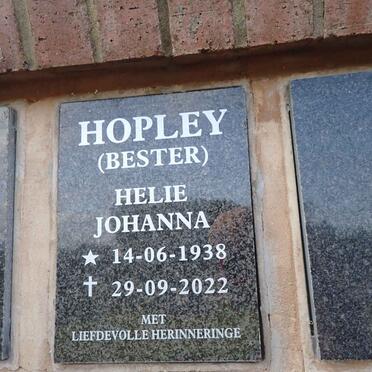 HOPLEY
(BESTER)
HELIE
JOHANNA
★ 14-06-1938
✝ 29-09-2022
MET
LIEFDEVOLLE HERINNERINGE